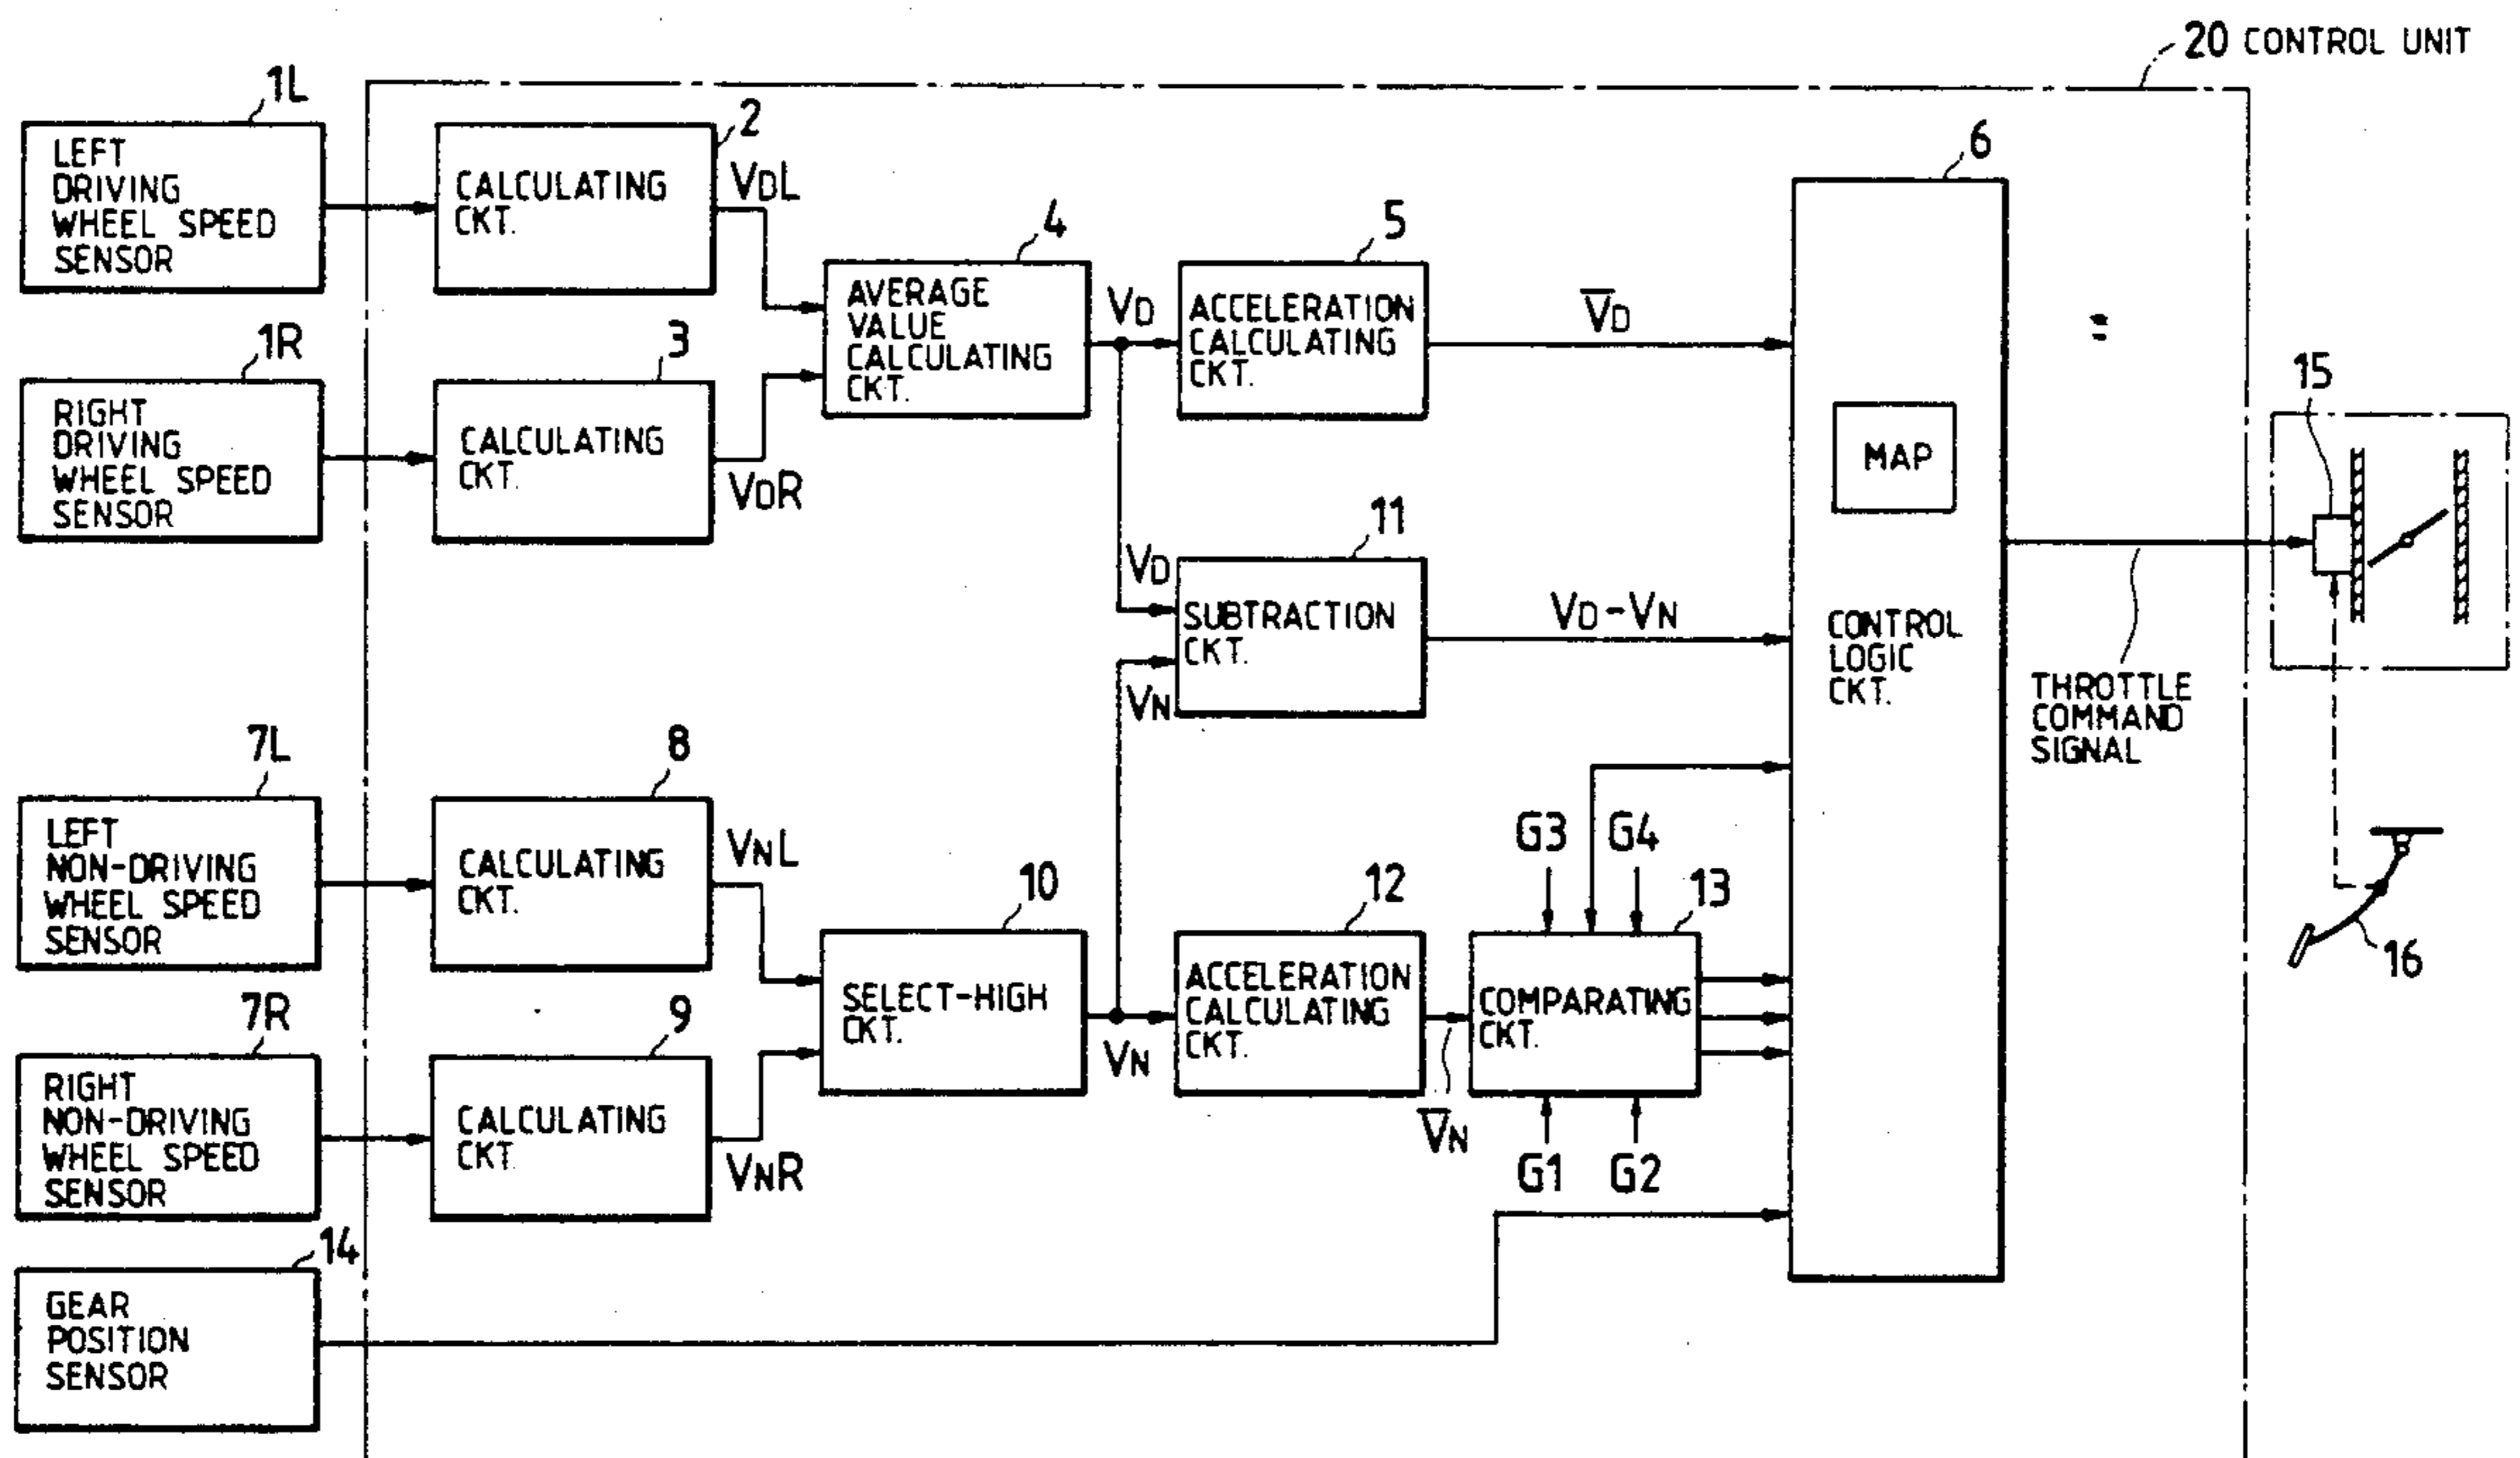 20 CONTROL UNIT
1L
LEFT
DRIVING
WHEEL SPEED
SENSOR
2
CALCULATING
CKT.
VDL
1R
RIGHT
DRIVING
WHEEL SPEED
SENSOR
3
CALCULATING
CKT.
VDR
4
AVERAGE
VALUE
CALCULATING
CKT.
VD
5
ACCELERATION
CALCULATING
CKT.
V̅D
6
MAP
CONTROL
LOGIC
CKT.
11
VD
SUBTRACTION
CKT.
VN
VD-VN
15
THROTTLE
COMMAND
SIGNAL
16
7L
LEFT
NON-DRIVING
WHEEL SPEED
SENSOR
8
CALCULATING
CKT.
VNL
7R
RIGHT
NON-DRIVING
WHEEL SPEED
SENSOR
9
CALCULATING
CKT.
VNR
10
SELECT-HIGH
CKT.
VN
12
ACCELERATION
CALCULATING
CKT.
V̅N
G3 G4
13
COMPARATING
CKT.
G1 G2
14
GEAR
POSITION
SENSOR